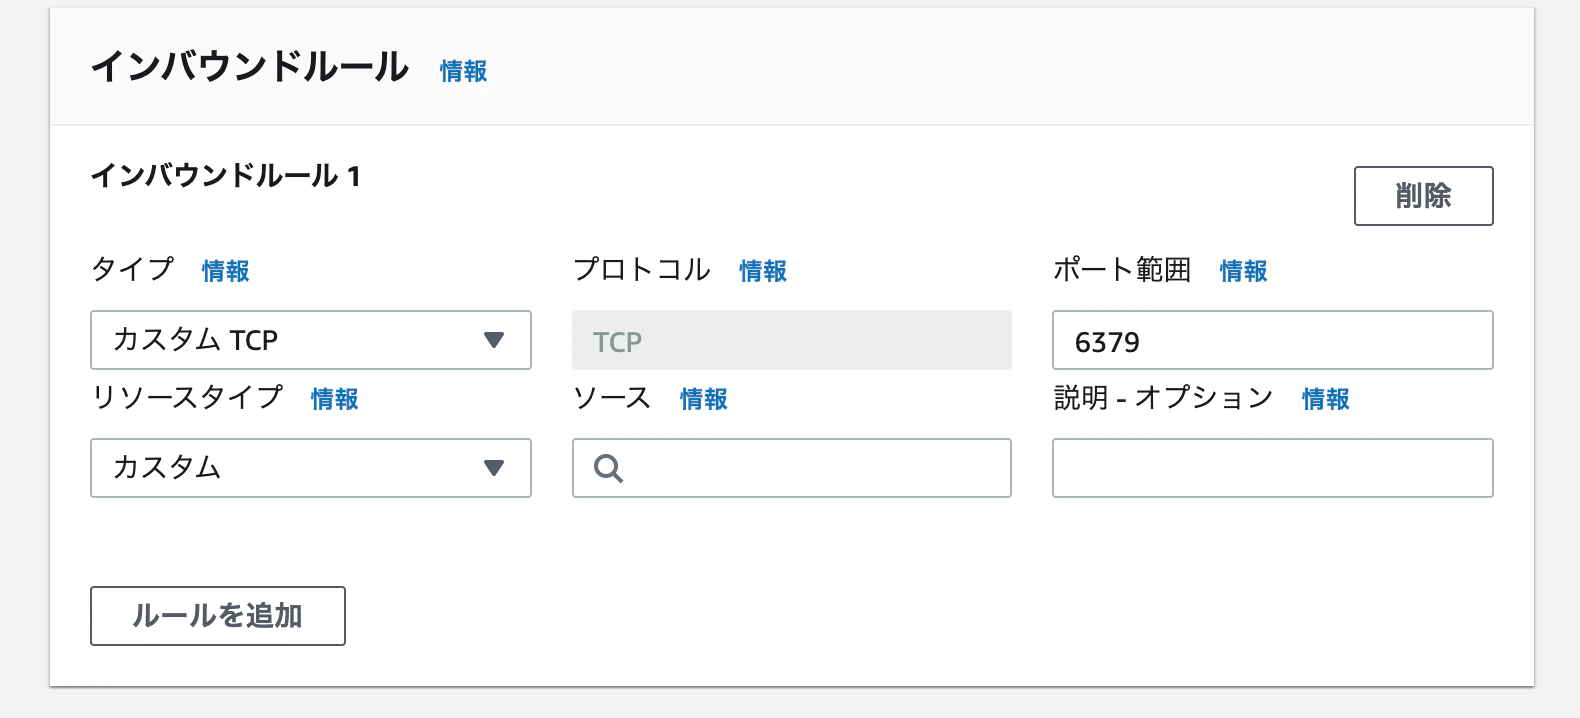 インバウンドルール 情報
インバウンドルール 1
削除
タイプ 情報 プロトコル 情報 ポート範囲 情報
カスタム TCP TCP 6379
リソースタイプ 情報 ソース 情報 説明 - オプション 情報
カスタム
ルールを追加